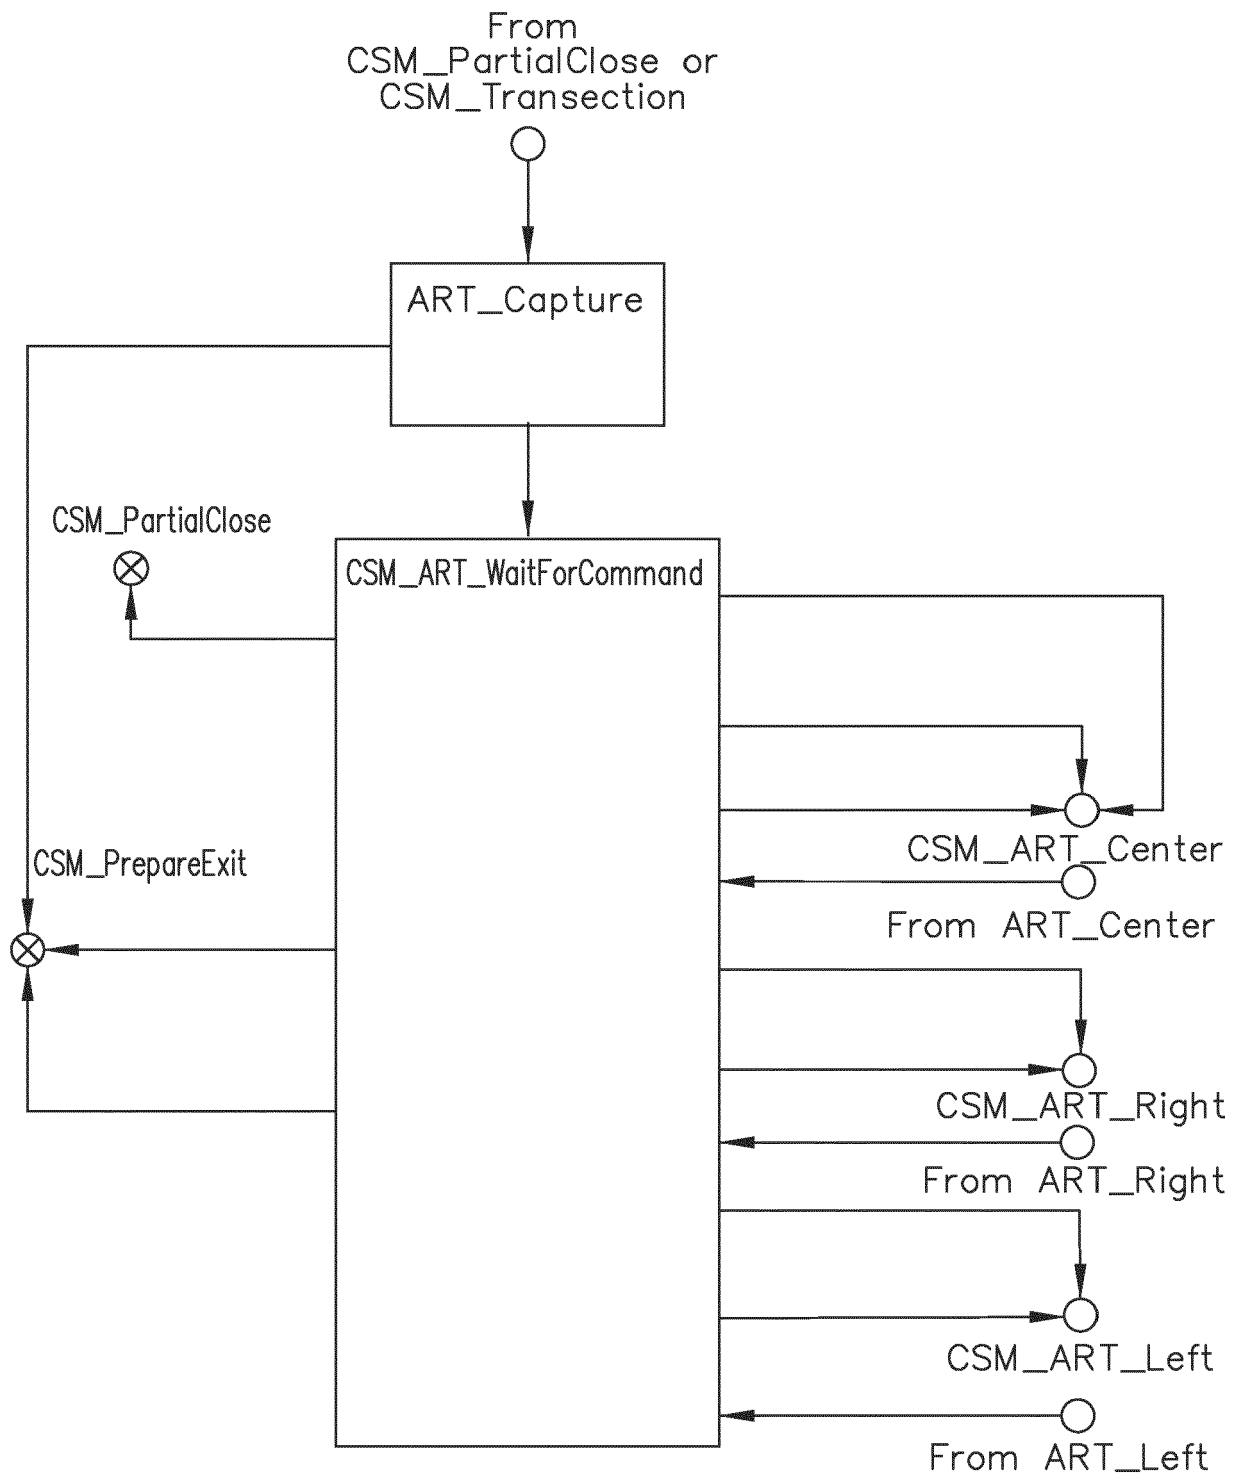 From
CSM_PartialClose or
CSM_Transection
ART_Capture
CSM_PartialClose
CSM_ART_WaitForCommand
CSM_ART_Center
CSM_PrepareExit
From ART_Center
CSM_ART_Right
From ART_Right
CSM_ART_Left
From ART_Left